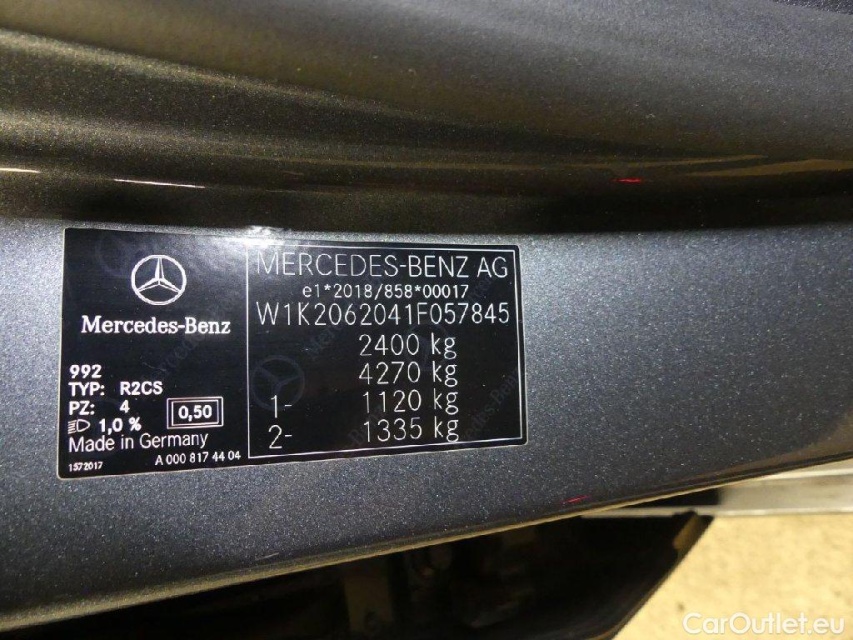 Mercedes-Benz
992
TYP: R2CS
PZ: 4
0,50
1,0 %
Made in Germany
1572017
A 000 817 44 04
MERCEDES-BENZ AG
e1*2018/858*00017
W1K2062041F057845
2400 kg
4270 kg
1- 1120 kg
2- 1335 kg
CarOutlet.eu